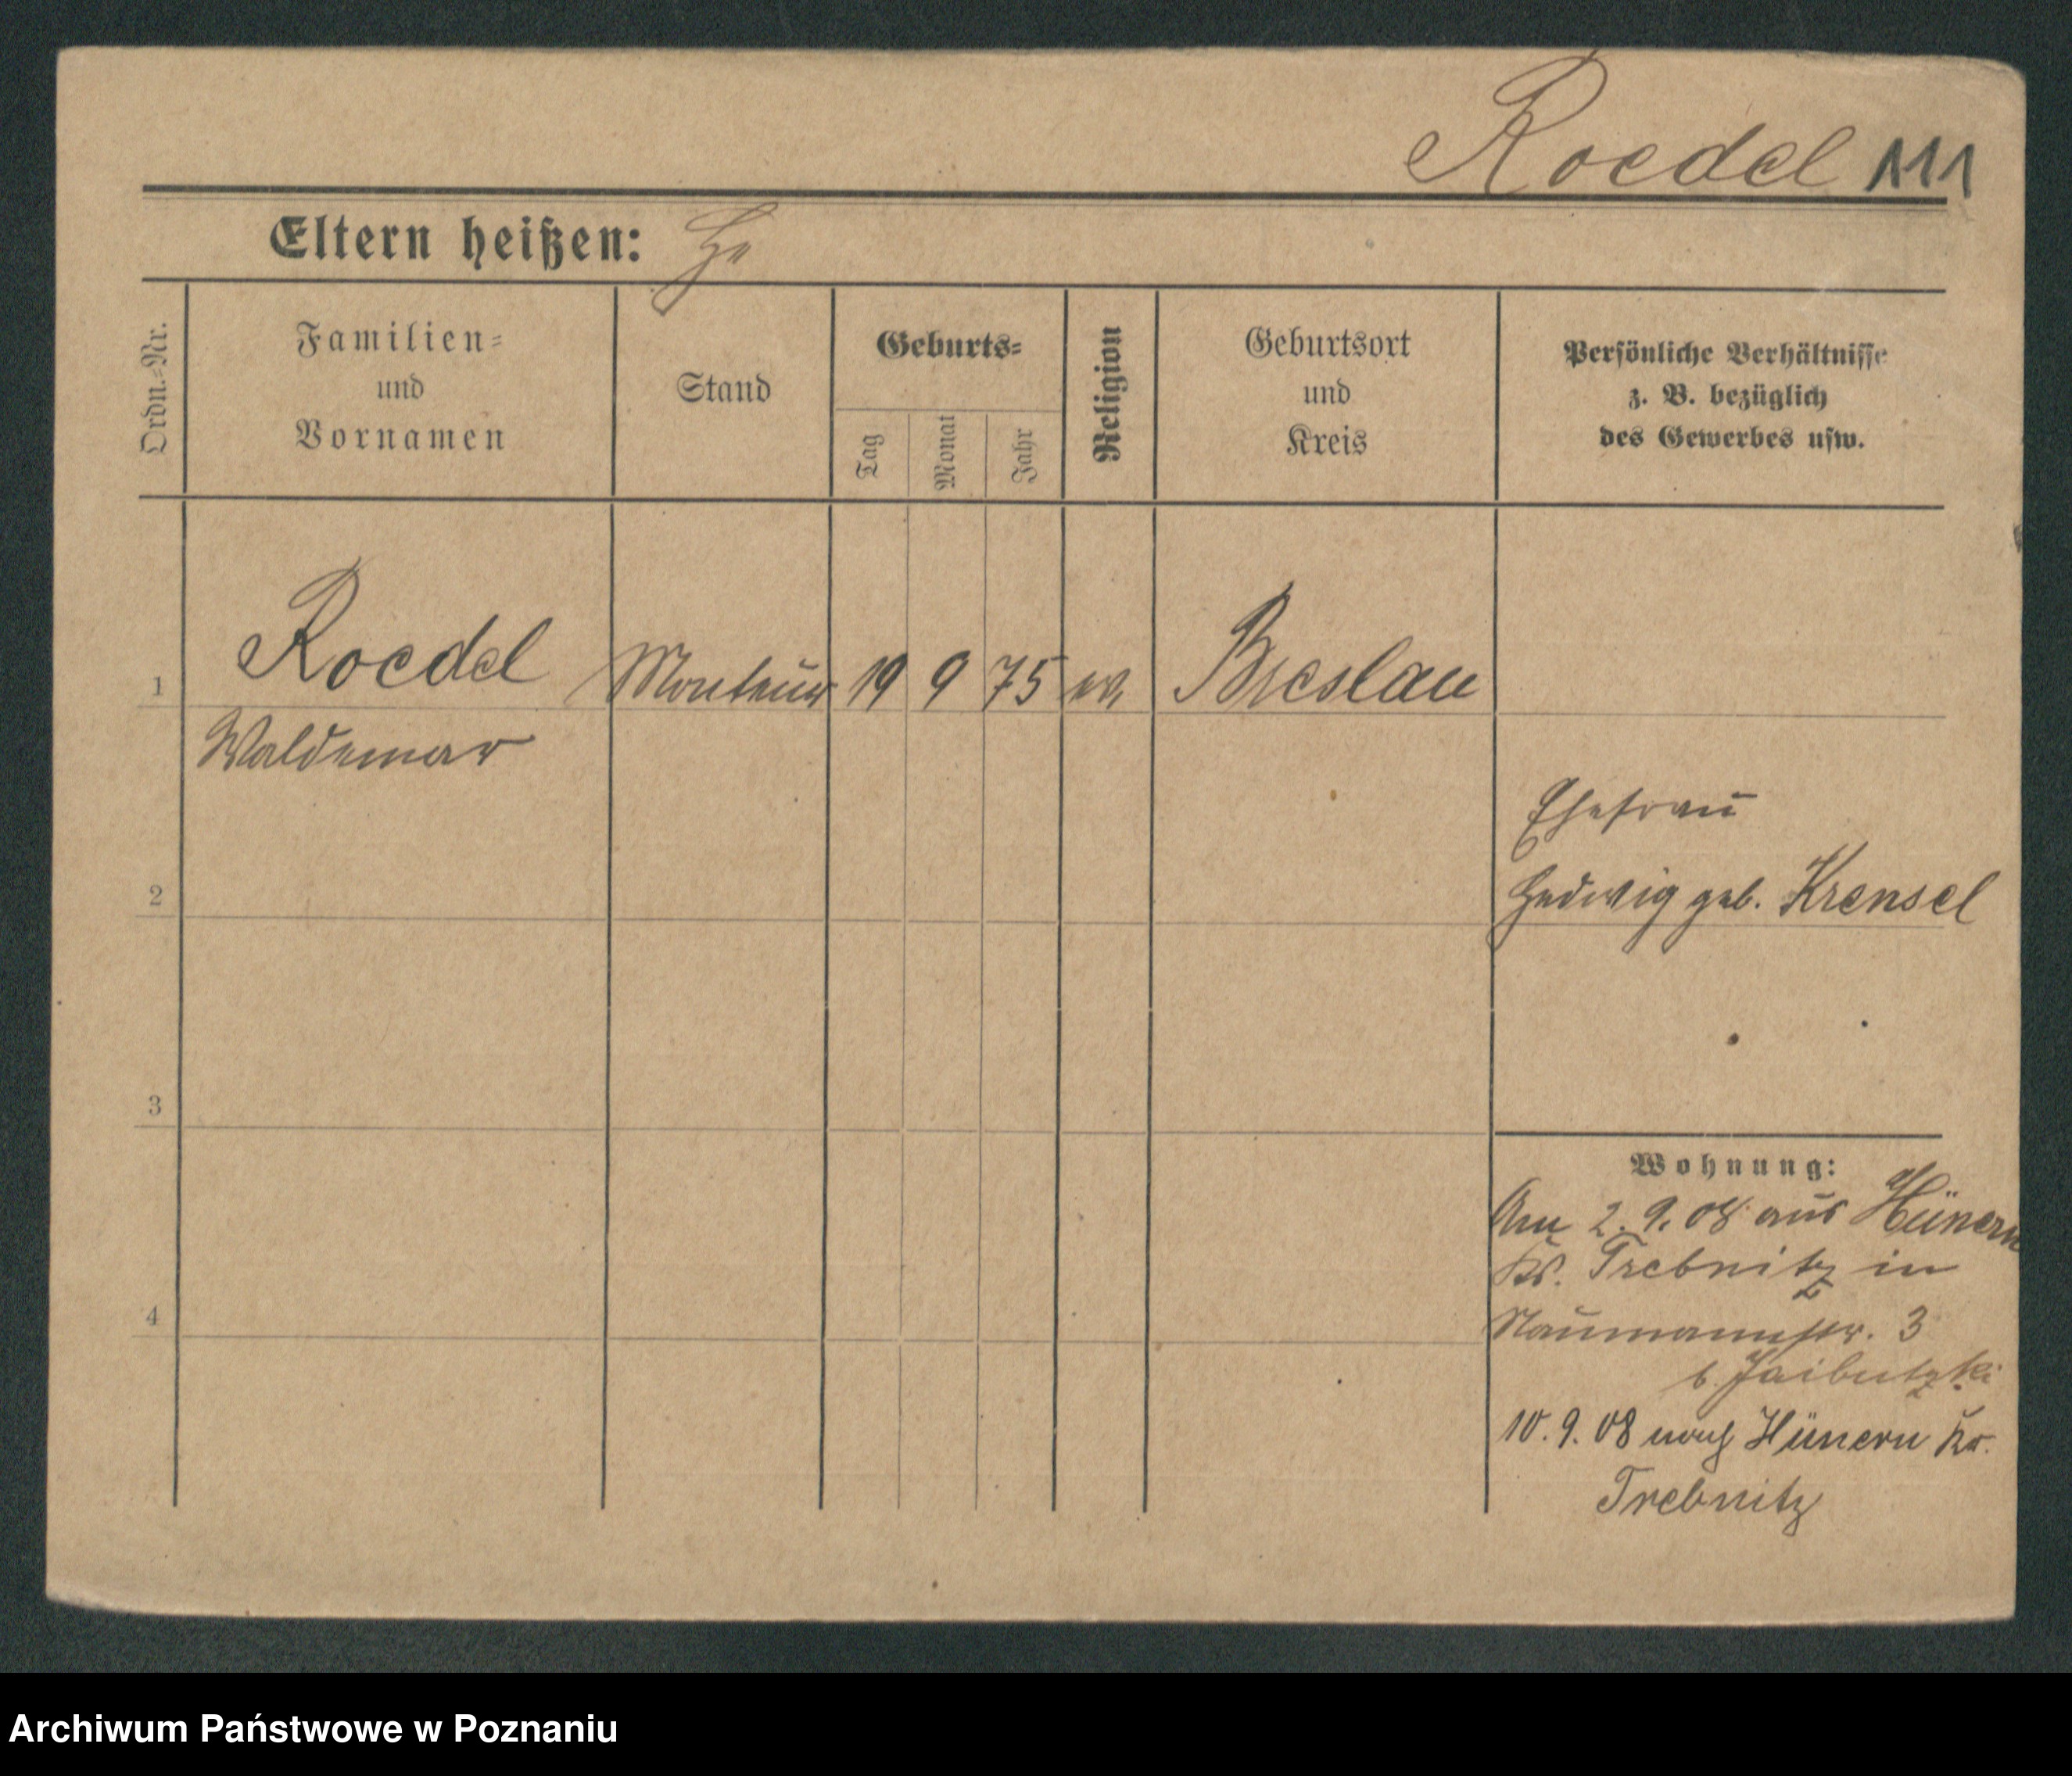 Roedel 111
Eltern heißen: He
Ordn.-Nr.
Familien-
und
Vornamen
Stand
Geburts-
Tag
Monat
Jahr
Religion
Geburtsort
und
Kreis
Persönliche Verhältnisse
z. B. bezüglich
des Gewerbes usw.
1 Roedel Monteur 19 9 75 ev. Breslau
Waldemar
Ehefrau
2 Hedwig geb. Krensel
3
Wohnung:
Am 2.9.08 aus Hünern
Kr. Trebnitz in
4 Naumannstr. 3
b.
10.9.08 nach Hünern Kr.
Trebnitz
Archiwum Państwowe w Poznaniu